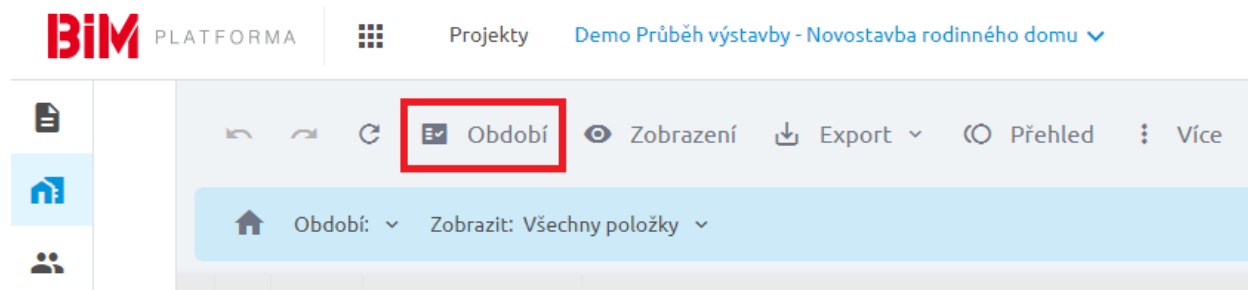 BiM PLATFORMA Projekty Demo Průběh výstavby - Novostavba rodinného domu
Období Zobrazení Export Přehled Více
Období: Zobrazit: Všechny položky